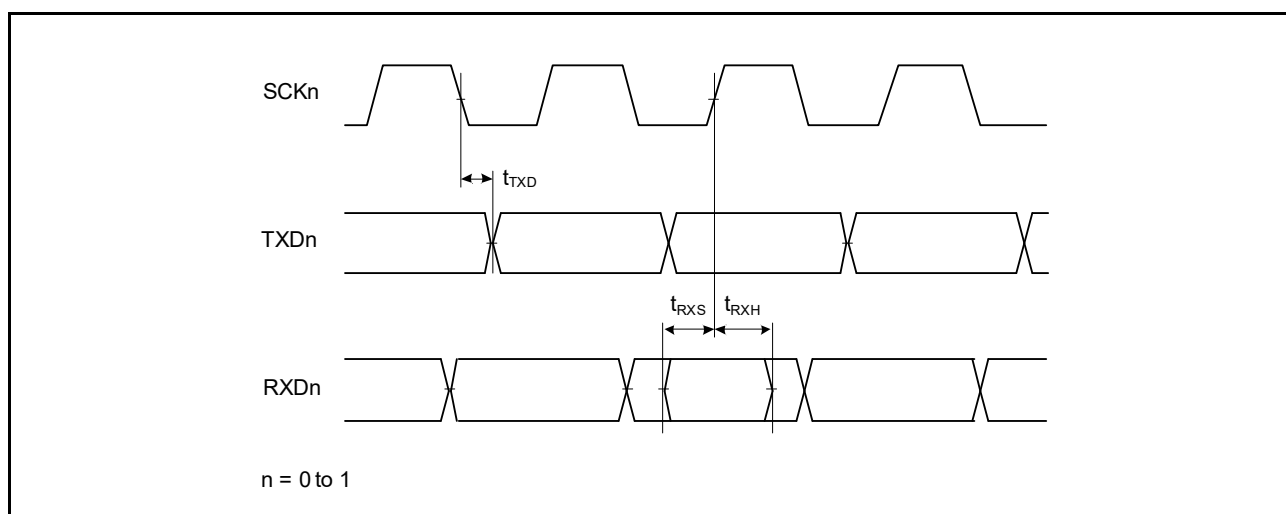 SCKn
tTXD
TXDn
tRXS tRXH
RXDn
n = 0 to 1